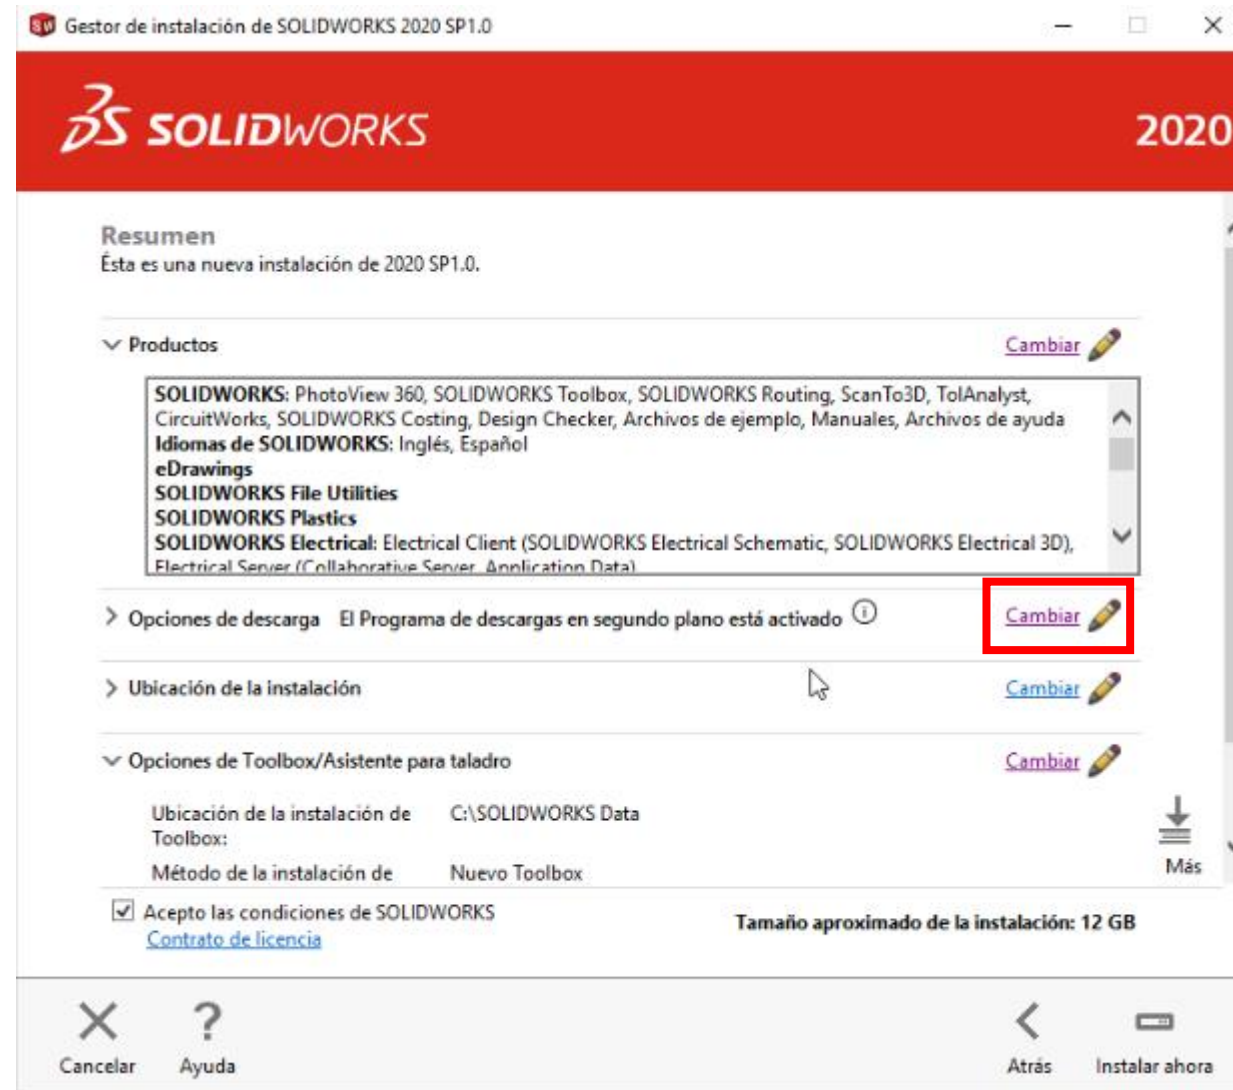 Gestor de instalación de SOLIDWORKS 2020 SP1.0
SOLIDWORKS
2020
Resumen
Ésta es una nueva instalación de 2020 SP1.0.
Productos
Cambiar
SOLIDWORKS: PhotoView 360, SOLIDWORKS Toolbox, SOLIDWORKS Routing, ScanTo3D, TolAnalyst,
CircuitWorks, SOLIDWORKS Costing, Design Checker, Archivos de ejemplo, Manuales, Archivos de ayuda
Idiomas de SOLIDWORKS: Inglés, Español
eDrawings
SOLIDWORKS File Utilities
SOLIDWORKS Plastics
SOLIDWORKS Electrical: Electrical Client (SOLIDWORKS Electrical Schematic, SOLIDWORKS Electrical 3D),
Electrical Server (Collaborative Server, Application Data)
Opciones de descarga El Programa de descargas en segundo plano está activado
Cambiar
Ubicación de la instalación
Cambiar
Opciones de Toolbox/Asistente para taladro
Cambiar
Ubicación de la instalación de C:\SOLIDWORKS Data
Toolbox:
Método de la instalación de Nuevo Toolbox
Más
Acepto las condiciones de SOLIDWORKS
Contrato de licencia
Tamaño aproximado de la instalación: 12 GB
Cancelar
Ayuda
Atrás
Instalar ahora